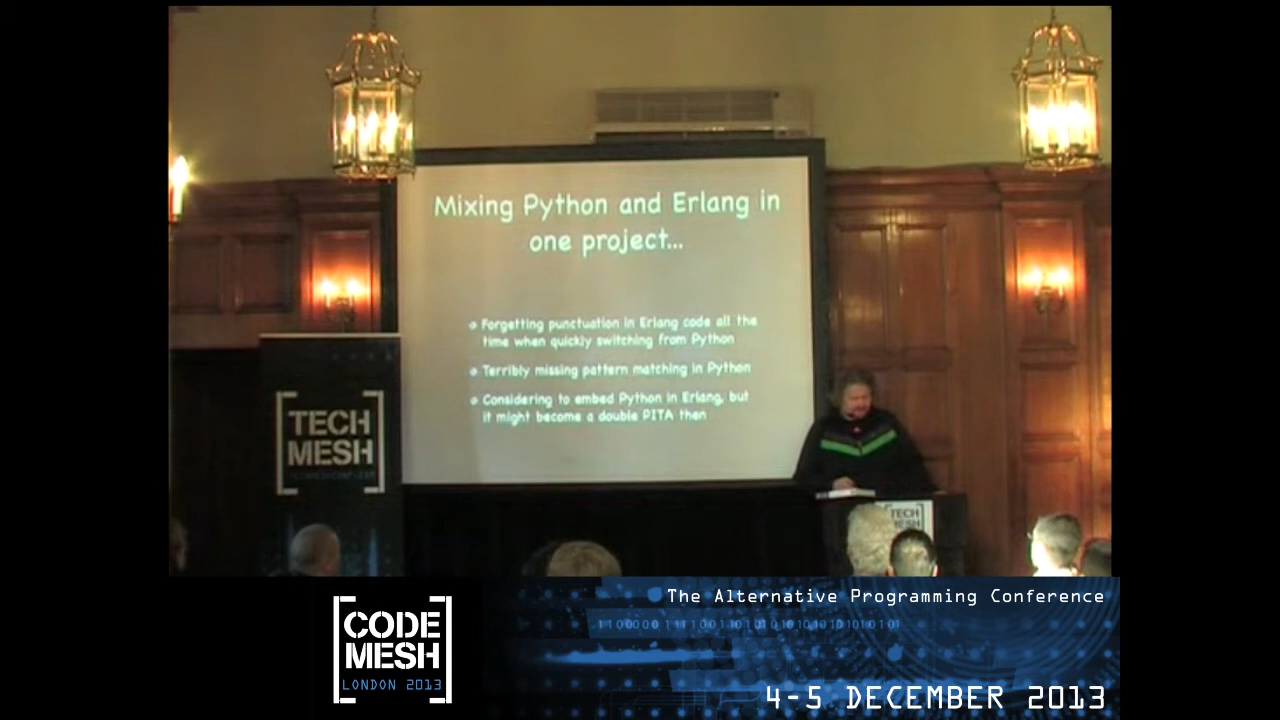 Mixing Python and Erlang in
one project...
Forgetting punctuation in Erlang code all the
time when quickly switching from Python
Terribly missing pattern matching in Python
Considering to embed Python in Erlang, but
it might become a double PITA then
TECH
MESH
TECH
MESH
CODE
MESH
LONDON 2013
The Alternative Programming Conference
4-5 DECEMBER 2013